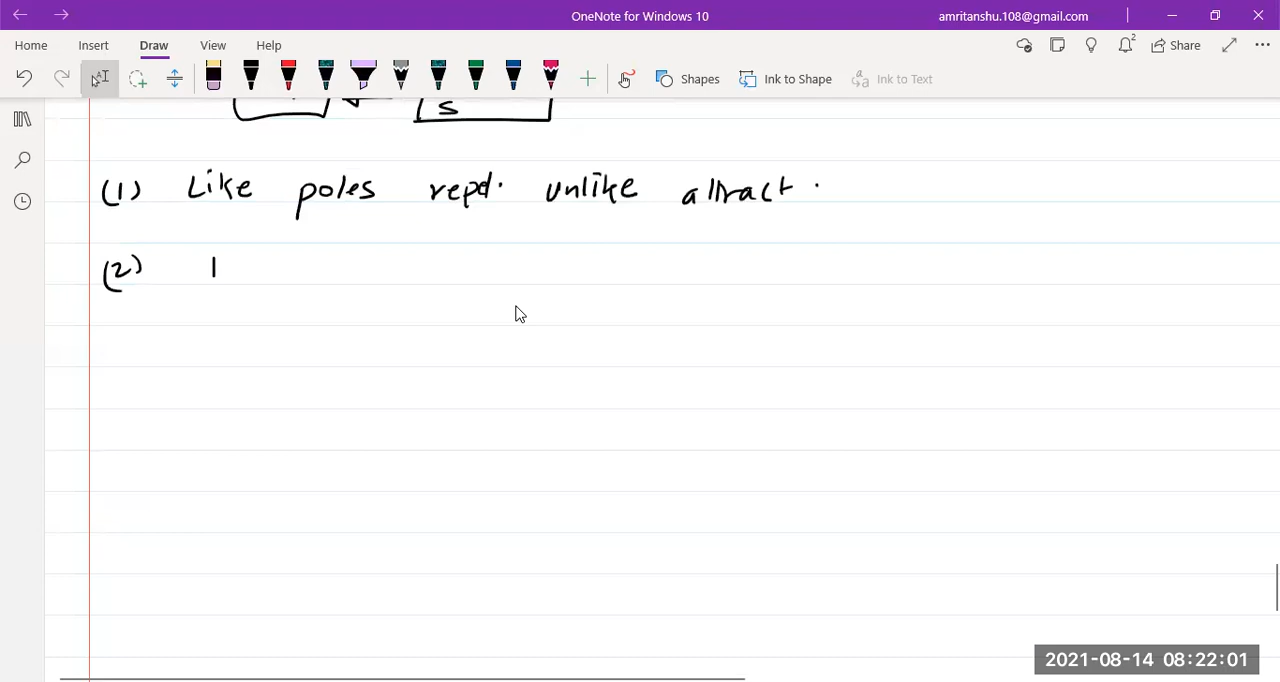 OneNote for Windows 10 amritanshu.108@gmail.com
Home Insert Draw View Help 2 Share
Shapes Ink to Shape Ink to Text
S
(1) Like poles repel. unlike attract.
(2) I
2021-08-14 08:22:01